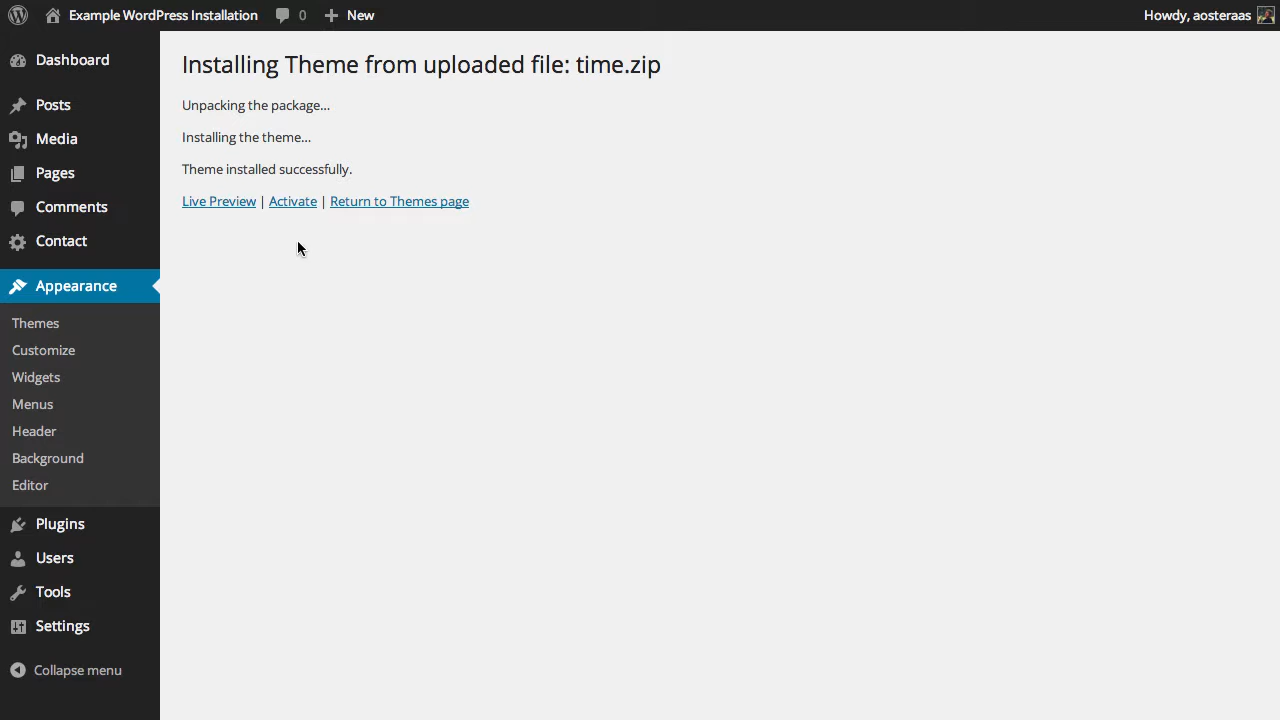 Example WordPress Installation 0 New Howdy, aosteraas
Dashboard
Posts
Media
Pages
Comments
Contact
Appearance
Themes
Customize
Widgets
Menus
Header
Background
Editor
Plugins
Users
Tools
Settings
Collapse menu
Installing Theme from uploaded file: time.zip
Unpacking the package...
Installing the theme...
Theme installed successfully.
Live Preview | Activate | Return to Themes page